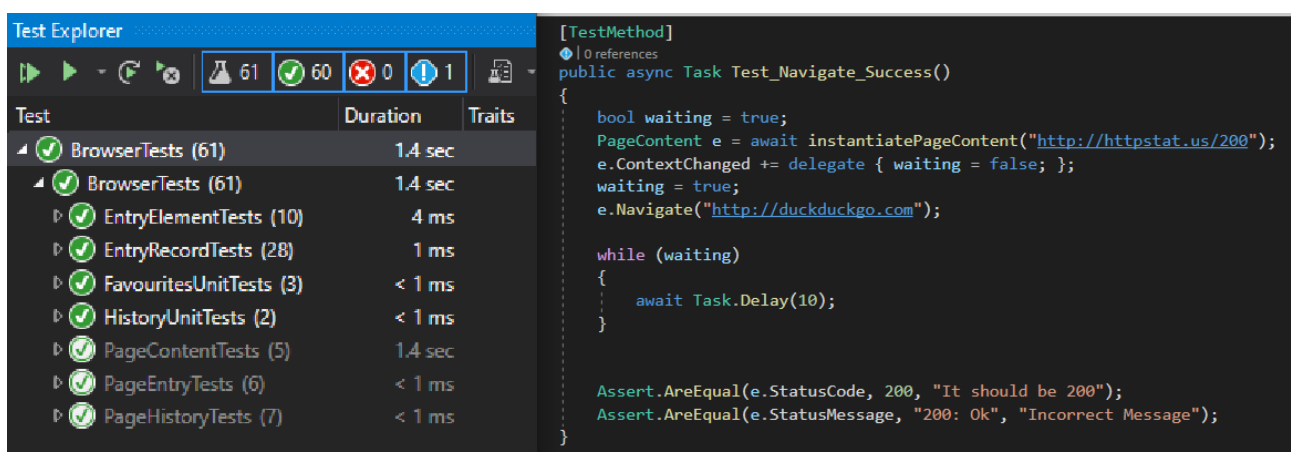 Test Explorer
61 60 0 1
Test Duration Traits
BrowserTests (61) 1.4 sec
BrowserTests (61) 1.4 sec
EntryElementTests (10) 4 ms
EntryRecordTests (28) 1 ms
FavouritesUnitTests (3) < 1 ms
HistoryUnitTests (2) < 1 ms
PageContentTests (5) 1.4 sec
PageEntryTests (6) < 1 ms
PageHistoryTests (7) < 1 ms
[TestMethod]
0 references
public async Task Test_Navigate_Success()
{
bool waiting = true;
PageContent e = await instantiatePageContent("http://httpstat.us/200");
e.ContextChanged += delegate { waiting = false; };
waiting = true;
e.Navigate("http://duckduckgo.com");
while (waiting)
{
await Task.Delay(10);
}
Assert.AreEqual(e.StatusCode, 200, "It should be 200");
Assert.AreEqual(e.StatusMessage, "200: Ok", "Incorrect Message");
}